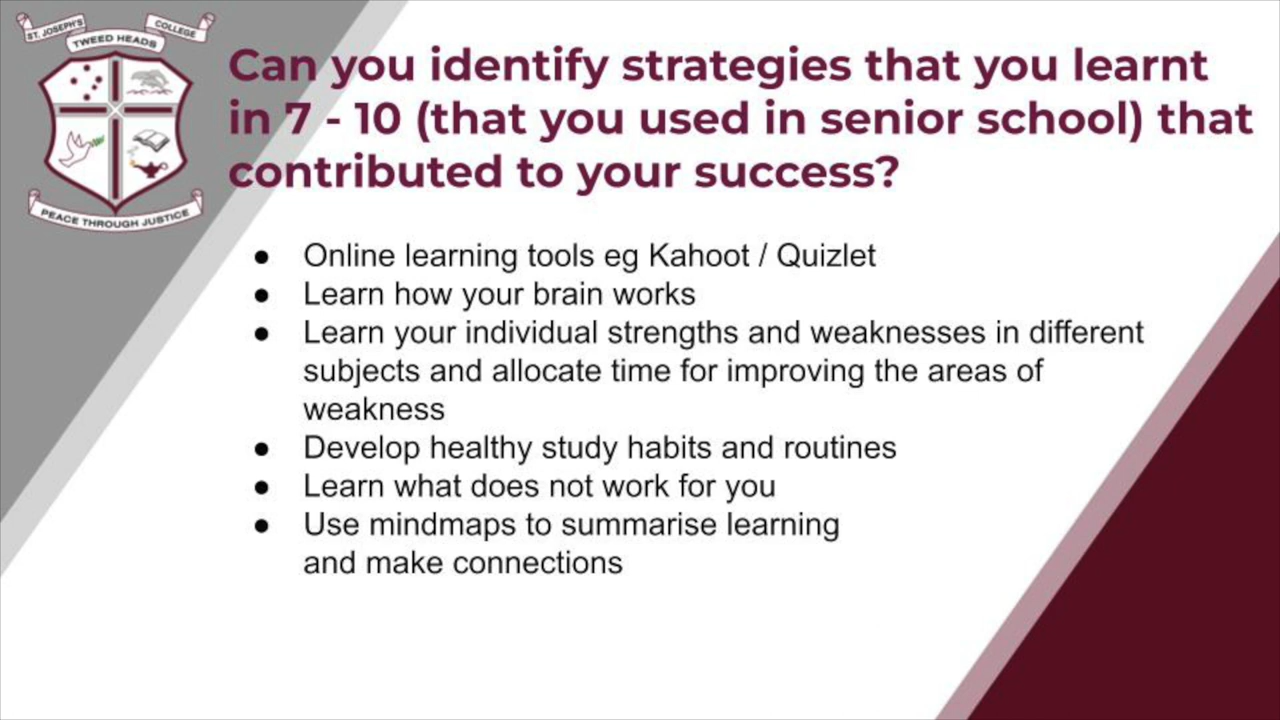 ST. JOSEPH'S COLLEGE
TWEED HEADS
PEACE THROUGH JUSTICE
Can you identify strategies that you learnt
in 7 - 10 (that you used in senior school) that
contributed to your success?
● Online learning tools eg Kahoot / Quizlet
● Learn how your brain works
● Learn your individual strengths and weaknesses in different
subjects and allocate time for improving the areas of
weakness
● Develop healthy study habits and routines
● Learn what does not work for you
● Use mindmaps to summarise learning
and make connections